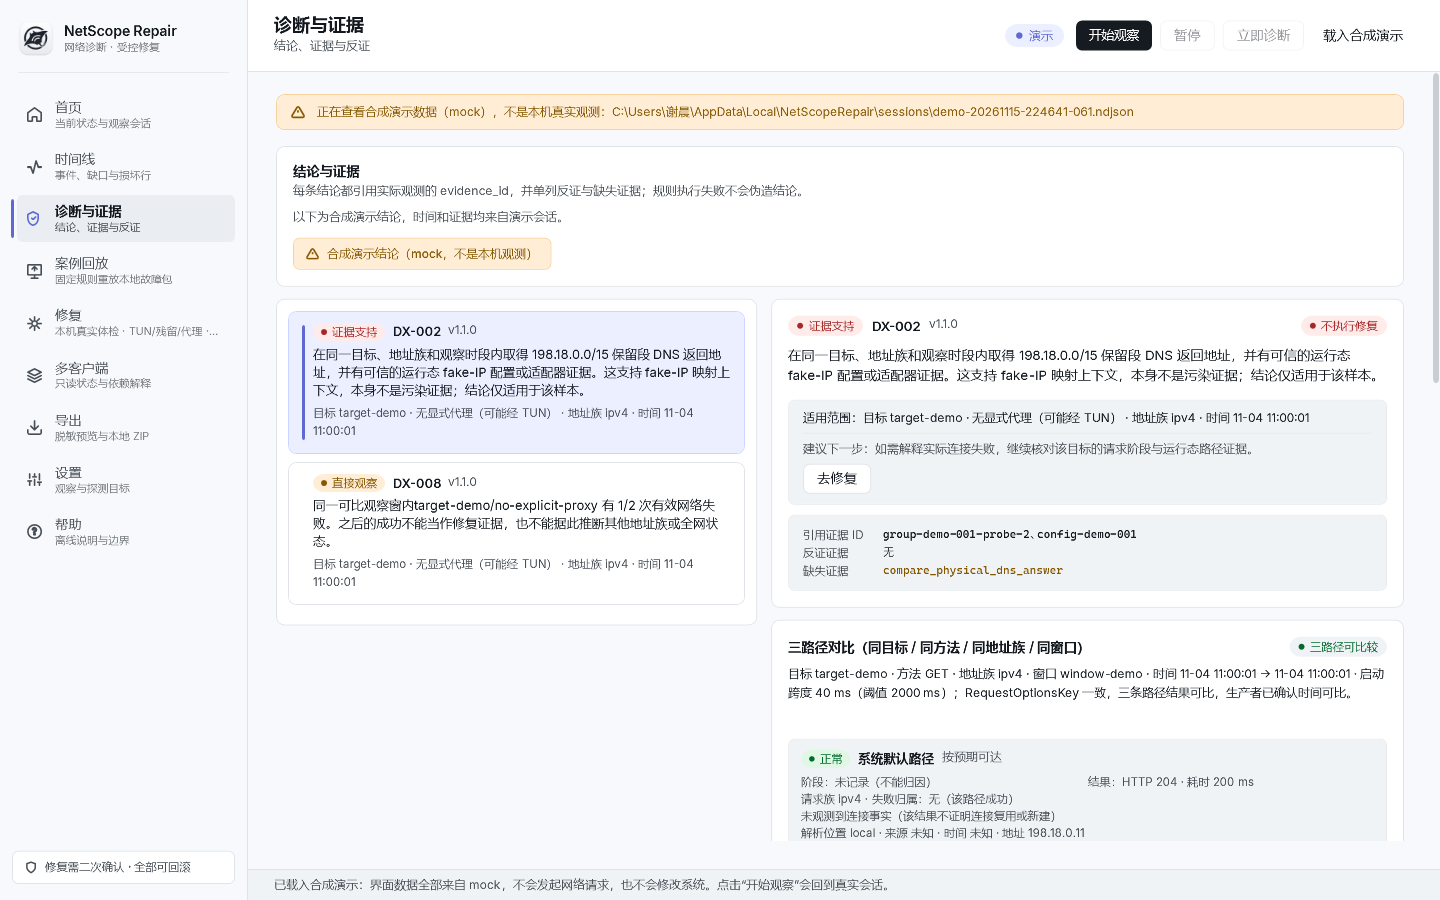 NetScope Repair
网络诊断 · 受控修复
首页
当前状态与观察会话
时间线
事件、缺口与损坏行
诊断与证据
结论、证据与反证
案例回放
固定规则重放本地故障包
修复
本机真实体检 · TUN/残留/代理 ·...
多客户端
只读状态与依赖解释
导出
脱敏预览与本地 ZIP
设置
观察与探测目标
帮助
离线说明与边界
修复需二次确认 · 全部可回滚
诊断与证据
结论、证据与反证
演示
开始观察
暂停
立即诊断
载入合成演示
正在查看合成演示数据（mock），不是本机真实观测：C:\Users\谢晨\AppData\Local\NetScopeRepair\sessions\demo-20261115-224641-061.ndjson
结论与证据
每条结论都引用实际观测的 evidence_id，并单列反证与缺失证据；规则执行失败不会伪造结论。
以下为合成演示结论，时间和证据均来自演示会话。
合成演示结论（mock，不是本机观测）
证据支持 DX-002 v1.1.0
在同一目标、地址族和观察时段内取得 198.18.0.0/15 保留段 DNS 返回地
址，并有可信的运行态 fake-IP 配置或适配器证据。这支持 fake-IP 映射上
下文，本身不是污染证据；结论仅适用于该样本。
目标 target-demo · 无显式代理（可能经 TUN） · 地址族 ipv4 · 时间 11-04
11:00:01
直接观察 DX-008 v1.1.0
同一可比观察窗内target-demo/no-explicit-proxy 有 1/2 次有效网络失
败。之后的成功不能当作修复证据，也不能据此推断其他地址族或全网状
态。
目标 target-demo · 无显式代理（可能经 TUN） · 地址族 ipv4 · 时间 11-04
11:00:01
证据支持 DX-002 v1.1.0 不执行修复
在同一目标、地址族和观察时段内取得 198.18.0.0/15 保留段 DNS 返回地址，并有可信的运行态
fake-IP 配置或适配器证据。这支持 fake-IP 映射上下文，本身不是污染证据；结论仅适用于该样本。
适用范围：目标 target-demo · 无显式代理（可能经 TUN） · 地址族 ipv4 · 时间 11-04 11:00:01
建议下一步：如需解释实际连接失败，继续核对该目标的请求阶段与运行态路径证据。
去修复
引用证据 ID group-demo-001-probe-2、config-demo-001
反证证据 无
缺失证据 compare_physical_dns_answer
三路径对比（同目标 / 同方法 / 同地址族 / 同窗口） 三路径可比较
目标 target-demo · 方法 GET · 地址族 ipv4 · 窗口 window-demo · 时间 11-04 11:00:01 → 11-04 11:00:01 · 启动
跨度 40 ms（阈值 2000 ms）；RequestOptionsKey 一致，三条路径结果可比，生产者已确认时间可比。
正常 系统默认路径 按预期可达
阶段：未记录（不能归因） 结果：HTTP 204 · 耗时 200 ms
请求族 ipv4 · 失败归属：无（该路径成功）
未观测到连接事实（该结果不证明连接复用或新建）
解析位置 local · 来源 未知 · 时间 未知 · 地址 198.18.0.11
已载入合成演示：界面数据全部来自 mock，不会发起网络请求，也不会修改系统。点击“开始观察”会回到真实会话。